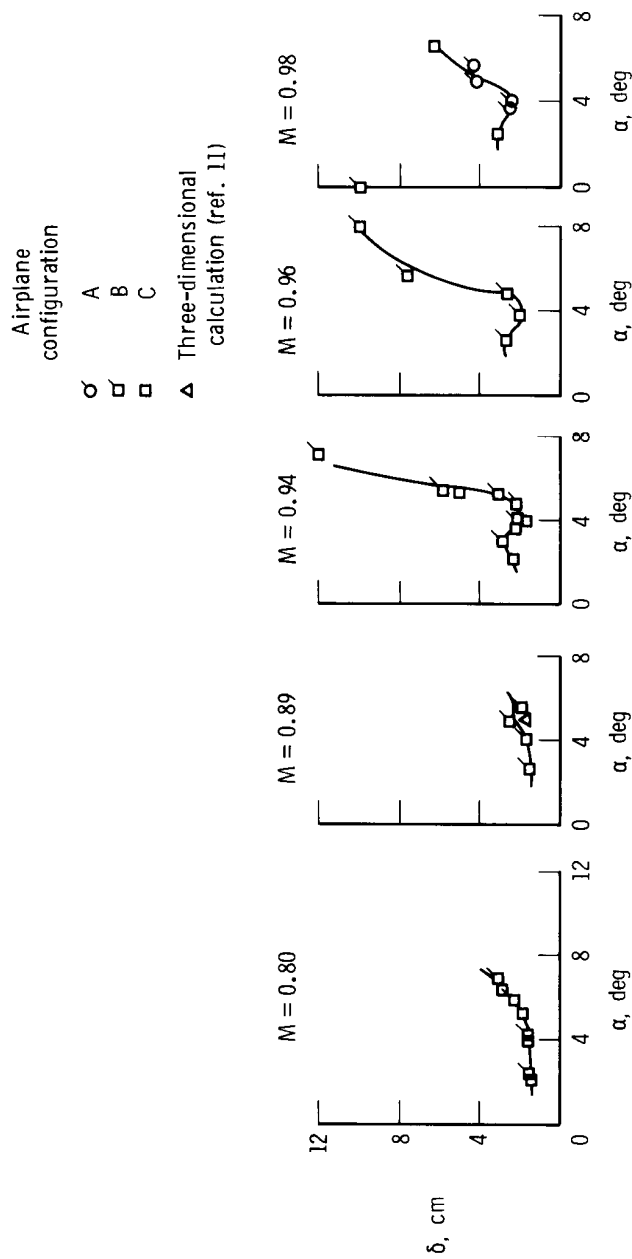 Airplane
configuration
A
B
C
Three-dimensional
calculation (ref. 11)
M = 0.80
M = 0.89
M = 0.94
M = 0.96
M = 0.98
δ, cm
12
8
4
0
4
8
12
α, deg
0
4
8
α, deg
0
4
8
α, deg
0
4
8
α, deg
0
4
8
α, deg